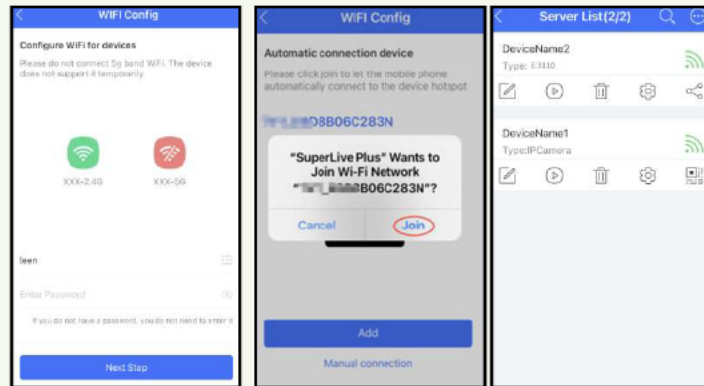 WIFI Config
Configure WiFi for devices
Please do not connect 5g band WiFi. The device
does not support it temporarily
XXX-2.4G
XXX-5G
leen
Enter Password
If you do not have a password, you do not need to enter it
Next Step
WIFI Config
Automatic connection device
Please click join to let the mobile phone
automatically connect to the device hotspot
D8B06C283N
"SuperLive Plus" Wants to
Join Wi-Fi Network
B06C283N"?
Cancel
Join
Add
Manual connection
Server List(2/2)
DeviceName2
Type: E3110
DeviceName1
Type:IPCamera